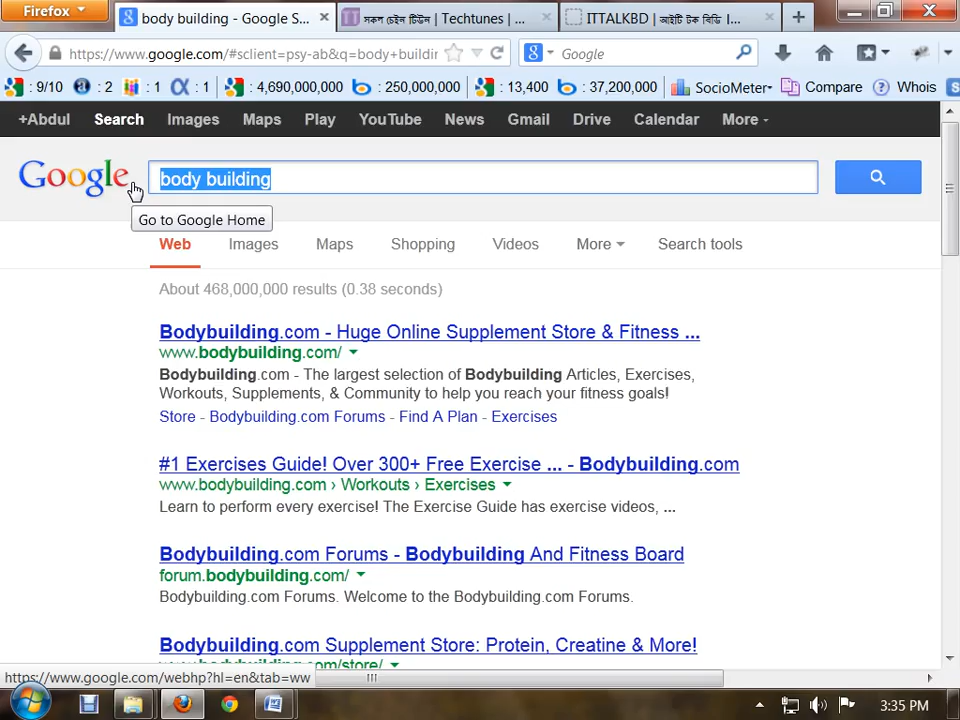 Firefox
body building - Google S...
সকল চেইন টিউন | Techtunes | ...
ITTALKBD | আইটি টক বিডি | ...
https://www.google.com/#sclient=psy-ab&q=body+buildir
Google
: 9/10 : 2 : 1 : 1 : 4,690,000,000 : 250,000,000 : 13,400 : 37,200,000 SocioMeter Compare Whois
+Abdul Search Images Maps Play YouTube News Gmail Drive Calendar More
Google
body building
Go to Google Home
Web Images Maps Shopping Videos More Search tools
About 468,000,000 results (0.38 seconds)
Bodybuilding.com - Huge Online Supplement Store & Fitness ...
www.bodybuilding.com/
Bodybuilding.com - The largest selection of Bodybuilding Articles, Exercises,
Workouts, Supplements, & Community to help you reach your fitness goals!
Store - Bodybuilding.com Forums - Find A Plan - Exercises
#1 Exercises Guide! Over 300+ Free Exercise ... - Bodybuilding.com
www.bodybuilding.com › Workouts › Exercises
Learn to perform every exercise! The Exercise Guide has exercise videos, ...
Bodybuilding.com Forums - Bodybuilding And Fitness Board
forum.bodybuilding.com/
Bodybuilding.com Forums. Welcome to the Bodybuilding.com Forums.
Bodybuilding.com Supplement Store: Protein, Creatine & More!
www.bodybuilding.com/store/
https://www.google.com/webhp?hl=en&tab=ww
3:35 PM